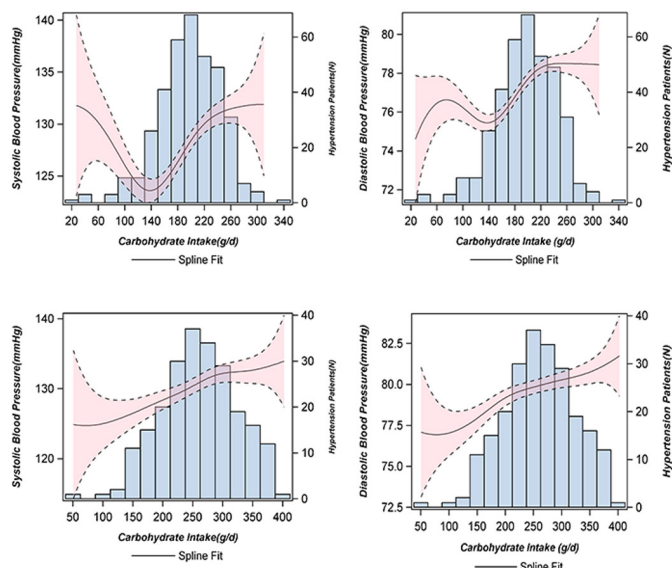 140
135
130
125
60
40
20
0
Systolic Blood Pressure(mmHg)
Hypertension Patients(N)
20 60 100 140 180 220 260 300 340
Carbohydrate Intake(g/d)
Spline Fit
80
78
76
74
72
60
40
20
0
Diastolic Blood Pressure(mmHg)
Hypertension Patients(N)
20 60 100 140 180 220 260 300 340
Carbohydrate Intake (g/d)
Spline Fit
140
130
120
40
30
20
10
0
Systolic Blood Pressure(mmHg)
Hypertension Patients(N)
50 100 150 200 250 300 350 400
Carbohydrate Intake(g/d)
Spline Fit
82.5
80.0
77.5
75.0
72.5
40
30
20
10
0
Diastolic Blood Pressure(mmHg)
Hypertension Patients(N)
50 100 150 200 250 300 350 400
Carbohydrate Intake (g/d)
Spline Fit